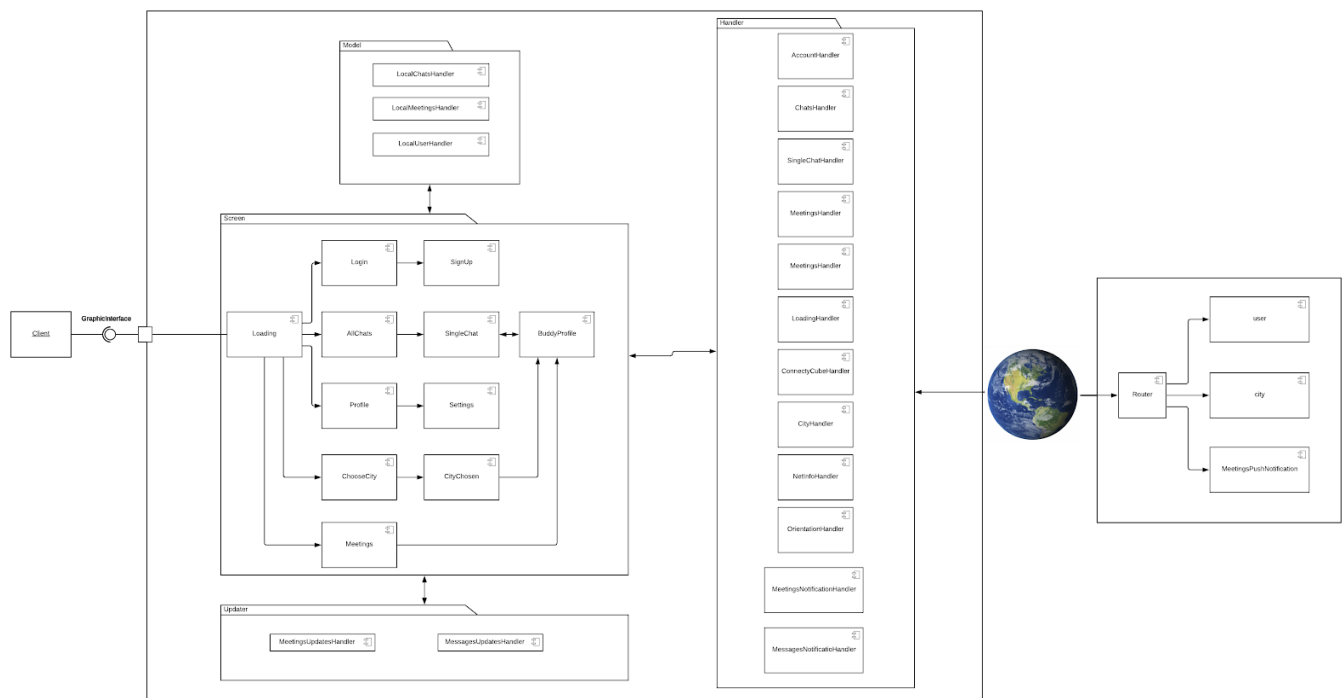 Client
GraphicInterface
Model
LocalChatsHandler
LocalMeetingsHandler
LocalUserHandler
Screen
Login
SignUp
Loading
AllChats
SingleChat
BuddyProfile
Profile
Settings
ChooseCity
CityChosen
Meetings
Updater
MeetingsUpdatesHandler
MessagesUpdatesHandler
Handler
AccountHandler
ChatsHandler
SingleChatHandler
MeetingsHandler
MeetingsHandler
LoadingHandler
ConnectyCubeHandler
CityHandler
NetInfoHandler
OrientationHandler
MeetingsNotificationHandler
MessagesNotificatioHandler
Router
user
city
MeetingsPushNotification